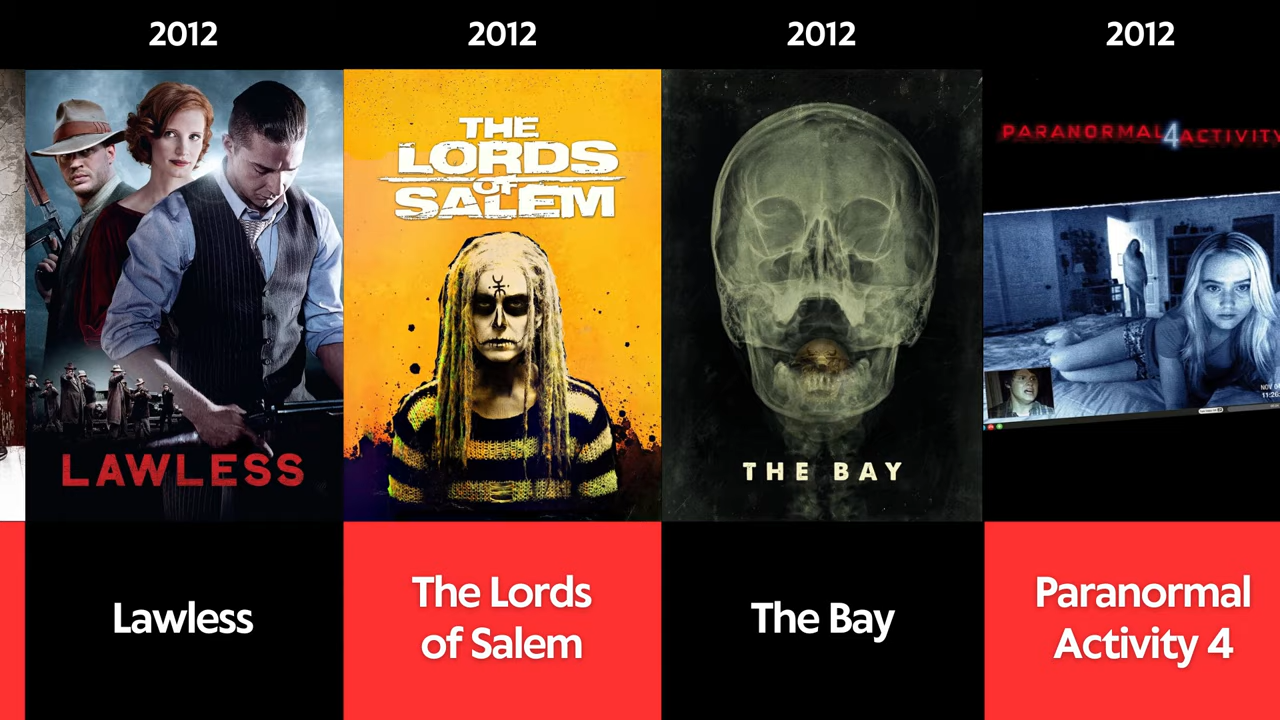 2012
2012
2012
2012
LAWLESS
THE
LORDS
OF
SALEM
THE BAY
PARANORMAL 4 ACTIVITY
Lawless
The Lords
of Salem
The Bay
Paranormal
Activity 4